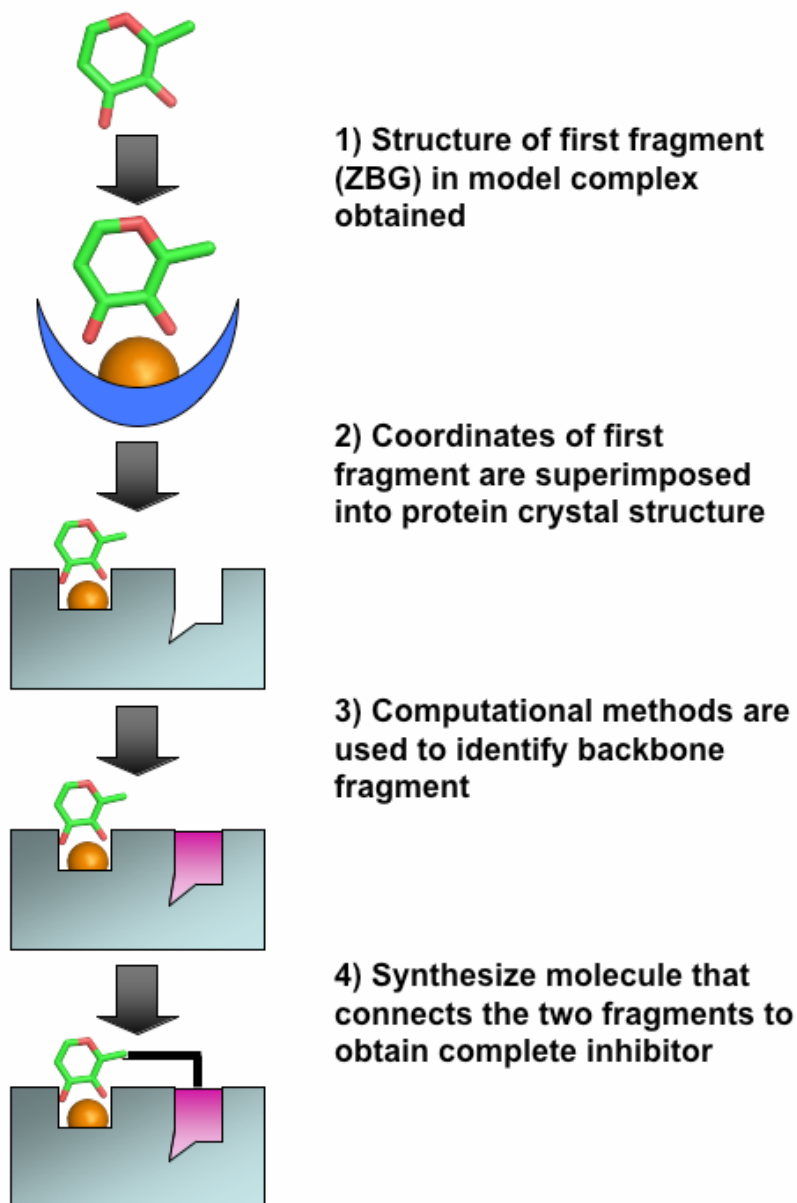 1) Structure of first fragment
(ZBG) in model complex
obtained
2) Coordinates of first
fragment are superimposed
into protein crystal structure
3) Computational methods are
used to identify backbone
fragment
4) Synthesize molecule that
connects the two fragments to
obtain complete inhibitor